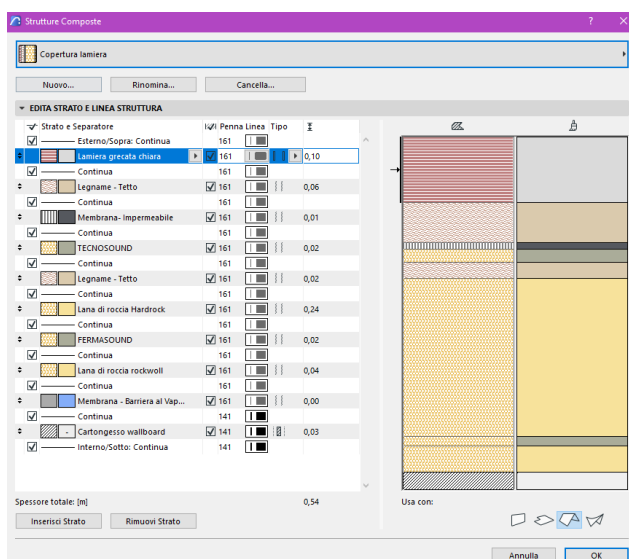 Strutture Composte
Copertura lamiera
Nuovo... Rinomina... Cancella...
EDITA STRATO E LINEA STRUTTURA
Strato e Separatore Penna Linea Tipo
Esterno/Sopra: Continua 161
Lamiera grecata chiara 161 0,10
Continua 161
Legname - Tetto 161 0,06
Continua 161
Membrana- Impermeabile 161 0,01
Continua 161
TECNOSOUND 161 0,02
Continua 161
Legname - Tetto 161 0,02
Continua 161
Lana di roccia Hardrock 161 0,24
Continua 161
FERMASOUND 161 0,02
Continua 161
Lana di roccia rockwoll 161 0,04
Continua 161
Membrana - Barriera al Vap... 161 0,00
Continua 141
Cartongesso wallboard 141 0,03
Interno/Sotto: Continua 141
Spessore totale: [m] 0,54
Usa con:
Inserisci Strato Rimuovi Strato
Annulla OK